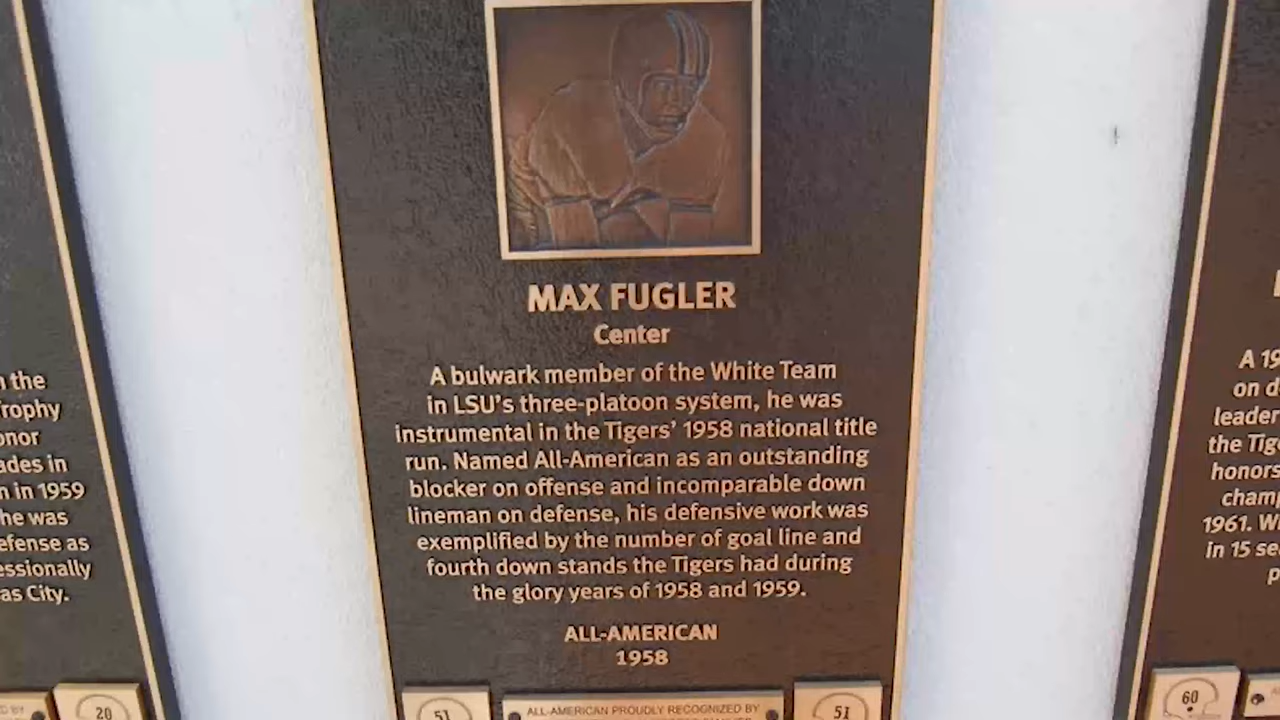 n the
Trophy
onor
ades in
n in 1959
he was
efense as
essionally
as City.
20
MAX FUGLER
Center
A bulwark member of the White Team
in LSU's three-platoon system, he was
instrumental in the Tigers' 1958 national title
run. Named All-American as an outstanding
blocker on offense and incomparable down
lineman on defense, his defensive work was
exemplified by the number of goal line and
fourth down stands the Tigers had during
the glory years of 1958 and 1959.
ALL-AMERICAN
1958
51
ALL-AMERICAN PROUDLY RECOGNIZED BY
51
A 19
on d
leader
the Tige
honors
cham
1961. W
in 15 se
p
60